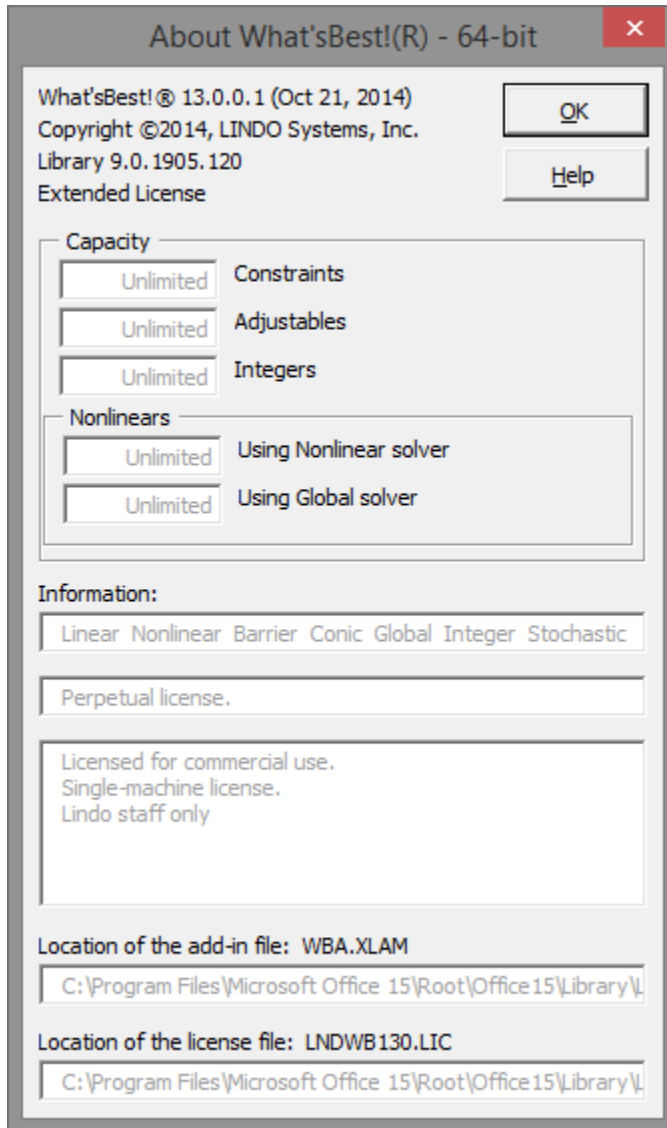 About What'sBest!(R) - 64-bit
What'sBest!® 13.0.0.1 (Oct 21, 2014)
Copyright ©2014, LINDO Systems, Inc.
Library 9.0.1905.120
Extended License
OK
Help
Capacity
Unlimited Constraints
Unlimited Adjustables
Unlimited Integers
Nonlinears
Unlimited Using Nonlinear solver
Unlimited Using Global solver
Information:
Linear Nonlinear Barrier Conic Global Integer Stochastic
Perpetual license.
Licensed for commercial use.
Single-machine license.
Lindo staff only
Location of the add-in file: WBA.XLAM
C:\Program Files\Microsoft Office 15\Root\Office15\Library\L
Location of the license file: LNDWB130.LIC
C:\Program Files\Microsoft Office 15\Root\Office15\Library\L